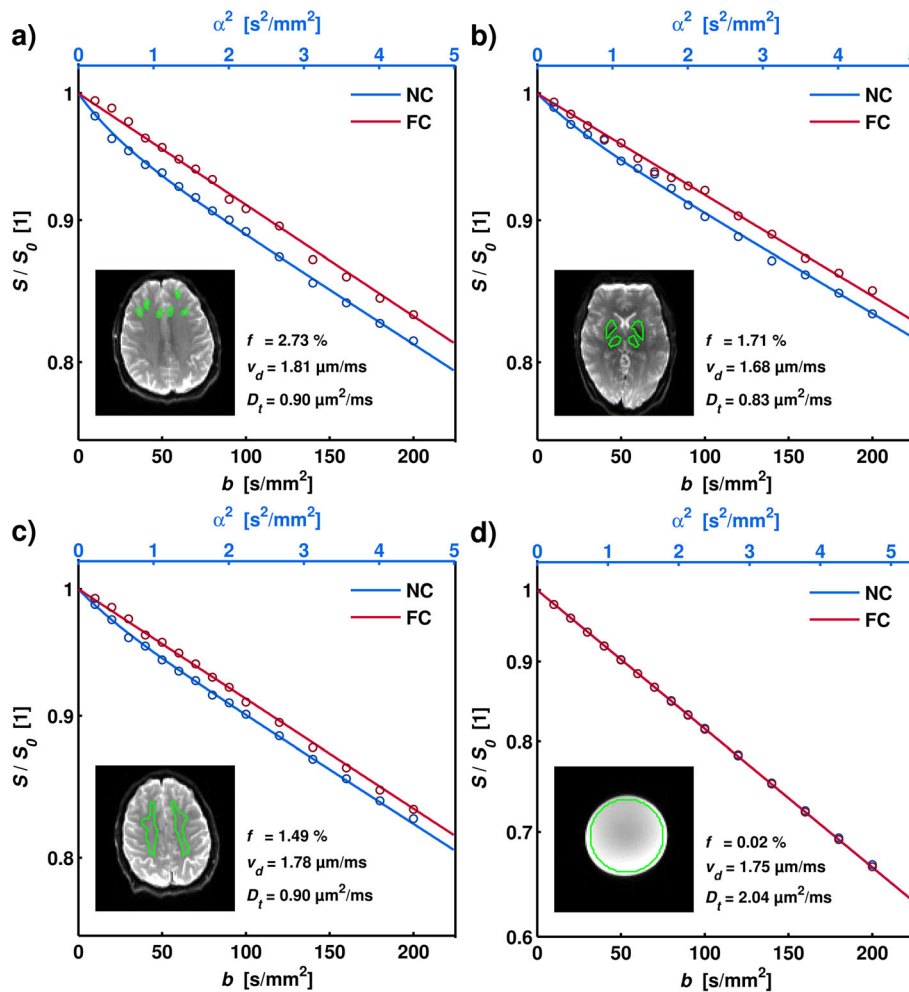 a)
α² [s²/mm²]
0 1 2 3 4 5
NC
FC
1
0.9
0.8
S / S₀ [1]
f = 2.73 %
v_d = 1.81 µm/ms
D_t = 0.90 µm²/ms
0 50 100 150 200
b [s/mm²]
b)
α² [s²/mm²]
0 1 2 3 4 5
NC
FC
1
0.9
0.8
S / S₀ [1]
f = 1.71 %
v_d = 1.68 µm/ms
D_t = 0.83 µm²/ms
0 50 100 150 200
b [s/mm²]
c)
α² [s²/mm²]
0 1 2 3 4 5
NC
FC
1
0.9
0.8
S / S₀ [1]
f = 1.49 %
v_d = 1.78 µm/ms
D_t = 0.90 µm²/ms
0 50 100 150 200
b [s/mm²]
d)
α² [s²/mm²]
0 1 2 3 4
NC
FC
1
0.9
0.8
0.7
0.6
S / S₀ [1]
f = 0.02 %
v_d = 1.75 µm/ms
D_t = 2.04 µm²/ms
0 50 100 150 200
b [s/mm²]